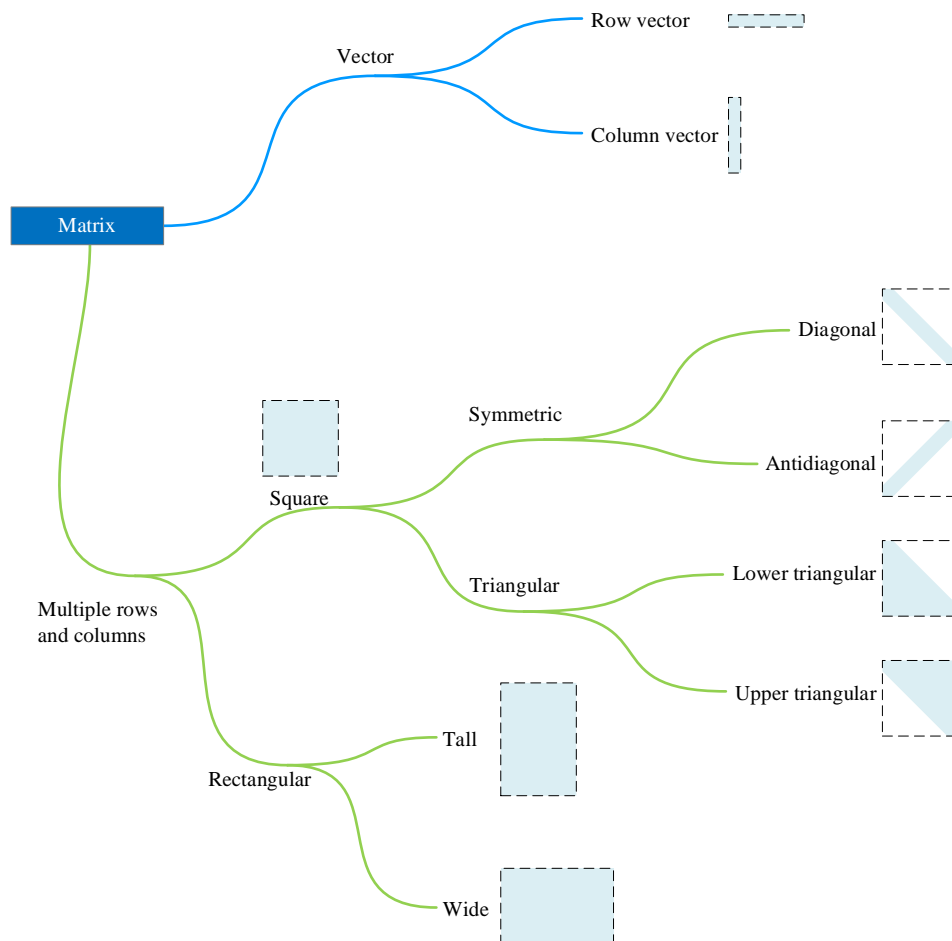 Row vector
Vector
Column vector
Matrix
Diagonal
Symmetric
Antidiagonal
Square
Lower triangular
Triangular
Multiple rows
and columns
Upper triangular
Tall
Rectangular
Wide